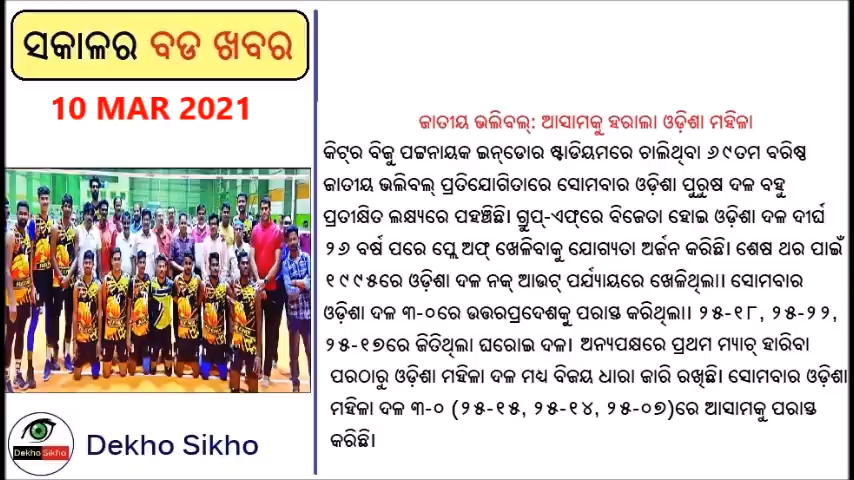 ସକାଳର ବଡ ଖବର
10 MAR 2021
ଜାତୀୟ ଭଲିବଲ୍: ଆସାମକୁ ହରାଲା ଓଡ଼ିଶା ମହିଳା
କିଟ୍‌ର ବିଜୁ ପଟ୍ଟନାୟକ ଇନ୍‌ଡୋର ଷ୍ଟାଡିୟମରେ ଚାଲିଥିବା ୬୯ତମ ବରିଷ୍ଠ
ଜାତୀୟ ଭଲିବଲ୍ ପ୍ରତିଯୋଗିତାରେ ସୋମବାର ଓଡ଼ିଶା ପୁରୁଷ ଦଳ ବହୁ
ପ୍ରତୀକ୍ଷିତ ଲକ୍ଷ୍ୟରେ ପହଞ୍ଚିଛି। ଗ୍ରୁପ୍-ଏଫ୍‌ରେ ବିଜେତା ହୋଇ ଓଡ଼ିଶା ଦଳ ଦୀର୍ଘ
୨୬ ବର୍ଷ ପରେ ପ୍ଲେ ଅଫ୍ ଖେଳିବାକୁ ଯୋଗ୍ୟତା ଅର୍ଜନ କରିଛି। ଶେଷ ଥର ପାଇଁ
୧୯୯୫ରେ ଓଡ଼ିଶା ଦଳ ନକ୍ ଆଉଟ୍ ପର୍ଯ୍ୟାୟରେ ଖେଳିଥିଲା। ସୋମବାର
ଓଡ଼ିଶା ଦଳ ୩-୦ରେ ଉତ୍ତରପ୍ରଦେଶକୁ ପରାସ୍ତ କରିଥିଲା। ୨୫-୧୮, ୨୫-୨୨,
୨୫-୧୭ରେ ଜିତିଥିଲା ଘରୋଇ ଦଳ। ଅନ୍ୟପକ୍ଷରେ ପ୍ରଥମ ମ୍ୟାଚ୍ ହାରିବା
ପରଠାରୁ ଓଡ଼ିଶା ମହିଳା ଦଳ ମଧ୍ୟ ବିଜୟ ଧାରା ଜାରି ରଖିଛି। ସୋମବାର ଓଡ଼ିଶା
ମହିଳା ଦଳ ୩-୦ (୨୫-୧୫, ୨୫-୧୪, ୨୫-୦୭)ରେ ଆସାମକୁ ପରାସ୍ତ
କରିଛି।
Dekho Sikho
Dekho Sikho